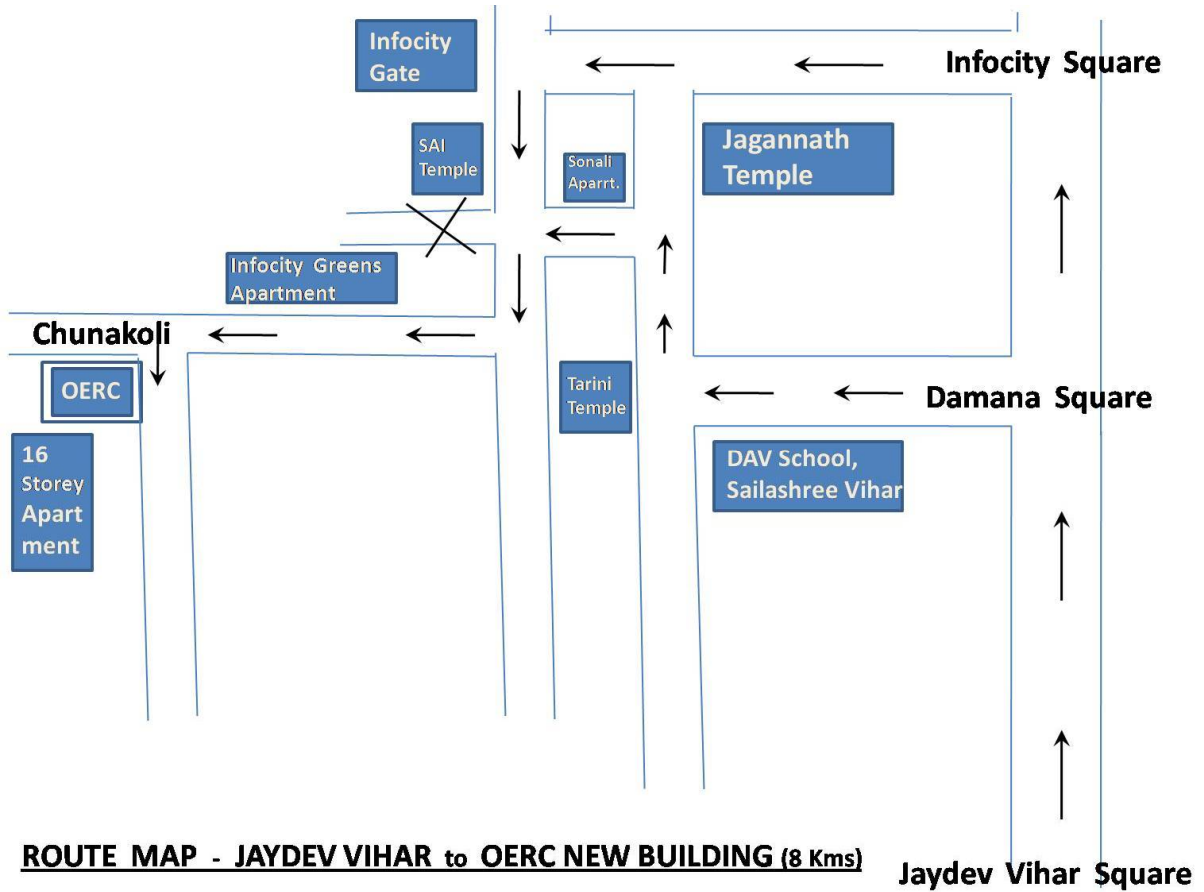 Infocity
Gate
Infocity Square
SAI
Temple
Sonali
Aparrt.
Jagannath
Temple
Infocity Greens
Apartment
Chunakoli
OERC
Tarini
Temple
Damana Square
16
Storey
Apart
ment
DAV School,
Sailashree Vihar
ROUTE MAP - JAYDEV VIHAR to OERC NEW BUILDING (8 Kms)
Jaydev Vihar Square